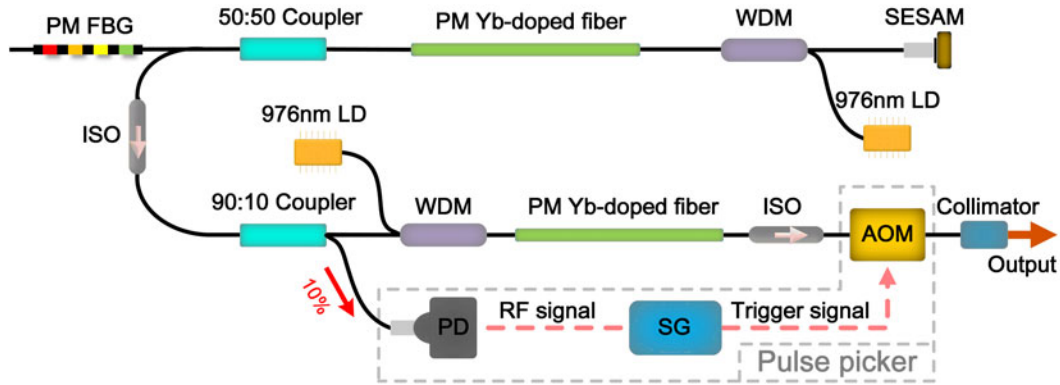 PM FBG
50:50 Coupler
PM Yb-doped fiber
WDM
SESAM
ISO
976nm LD
976nm LD
90:10 Coupler
WDM
PM Yb-doped fiber
ISO
AOM
Collimator
Output
10%
PD
RF signal
SG
Trigger signal
Pulse picker